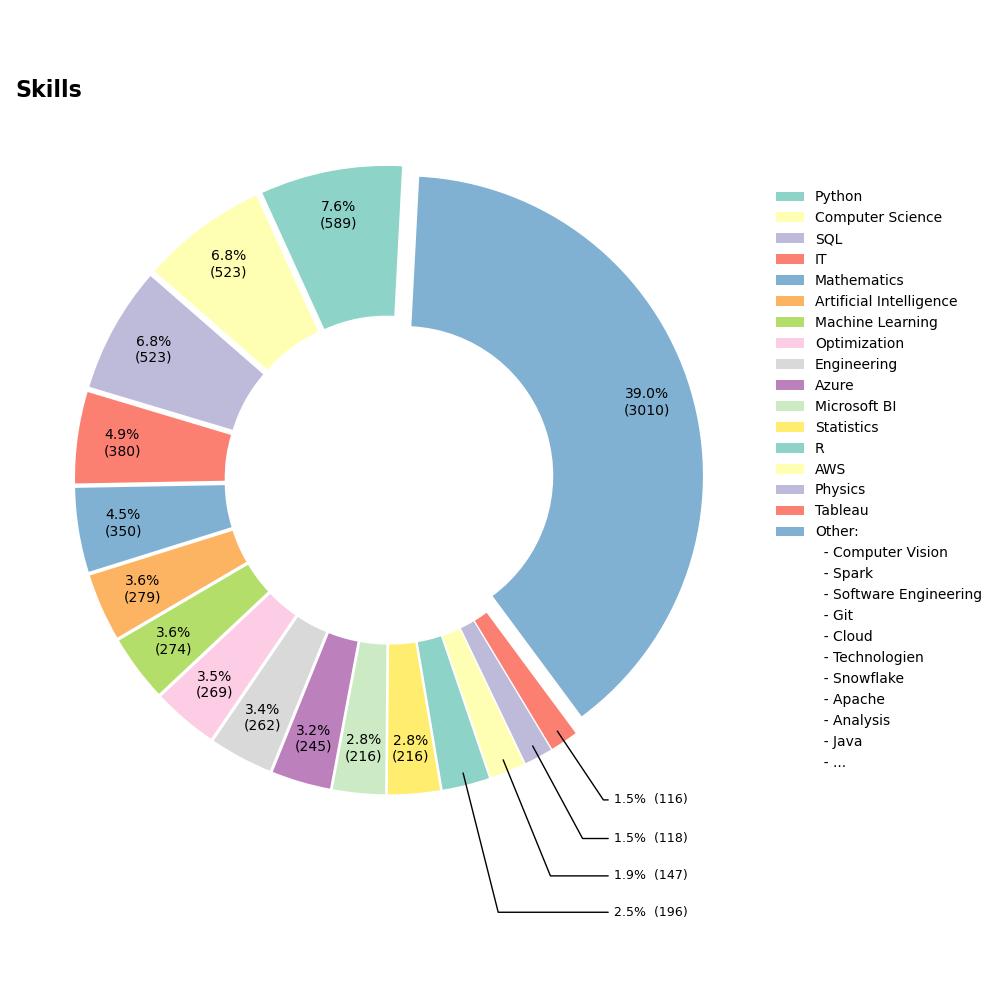 Skills
7.6%
(589)
6.8%
(523)
6.8%
(523)
4.9%
(380)
4.5%
(350)
3.6%
(279)
3.6%
(274)
3.5%
(269)
3.4%
(262)
3.2%
(245)
2.8%
(216)
2.8%
(216)
2.5% (196)
1.9% (147)
1.5% (118)
1.5% (116)
39.0%
(3010)
Python
Computer Science
SQL
IT
Mathematics
Artificial Intelligence
Machine Learning
Optimization
Engineering
Azure
Microsoft BI
Statistics
R
AWS
Physics
Tableau
Other:
- Computer Vision
- Spark
- Software Engineering
- Git
- Cloud
- Technologien
- Snowflake
- Apache
- Analysis
- Java
- ...